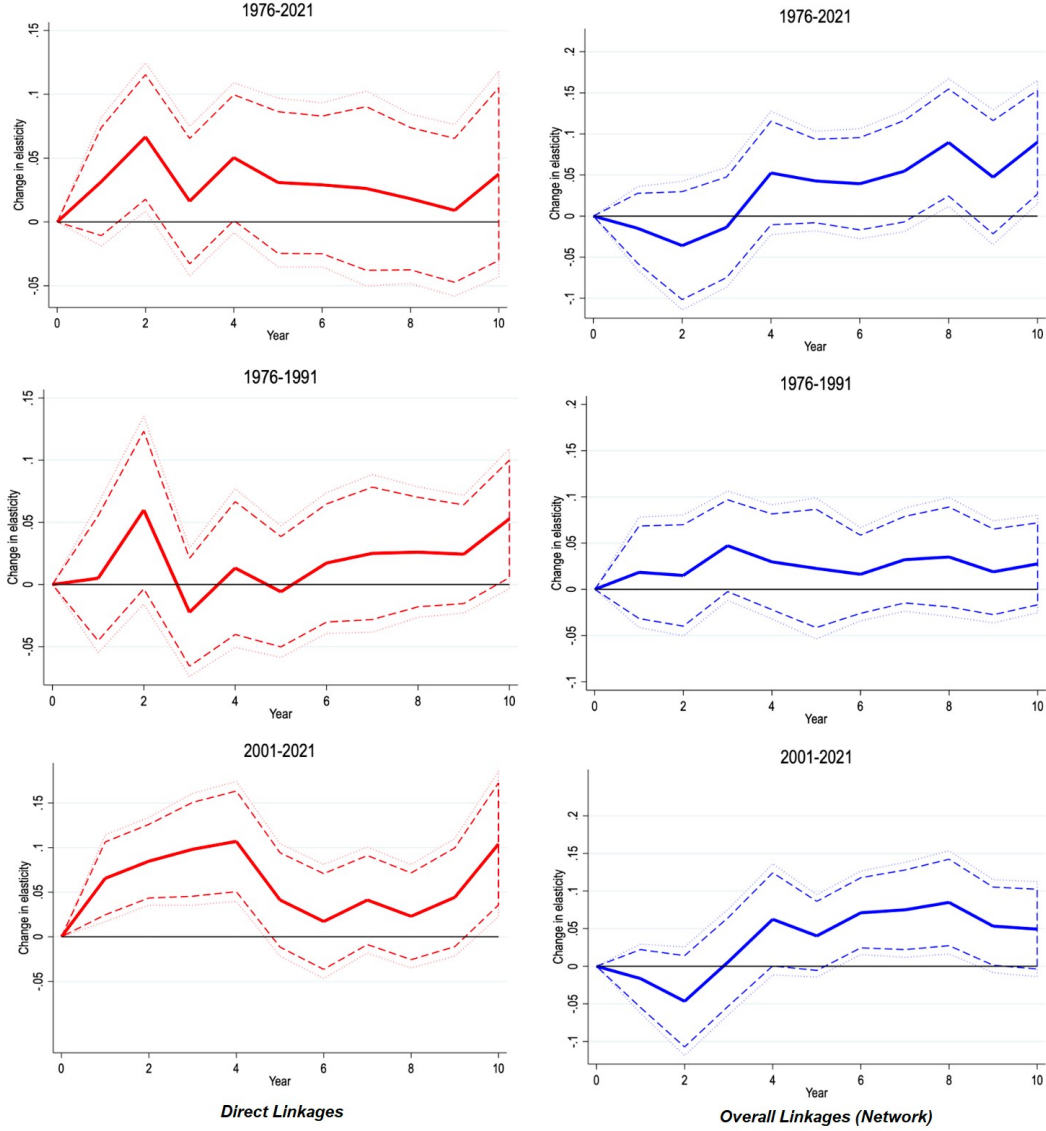 1976-2021
Change in elasticity
.15
.1
.05
0
-.05
0 2 4 6 8 10
Year
1976-2021
Change in elasticity
.2
.15
.1
.05
0
-.05
-.1
0 2 4 6 8 10
Year
1976-1991
Change in elasticity
.15
.1
.05
0
-.05
0 2 4 6 8 10
Year
1976-1991
Change in elasticity
.2
.15
.1
.05
0
-.05
-.1
0 2 4 6 8 10
Year
2001-2021
Change in elasticity
.15
.1
.05
0
-.05
0 2 4 6 8 10
Year
2001-2021
Change in elasticity
.2
.15
.1
.05
0
-.05
-.1
0 2 4 6 8 10
Year
Direct Linkages
Overall Linkages (Network)